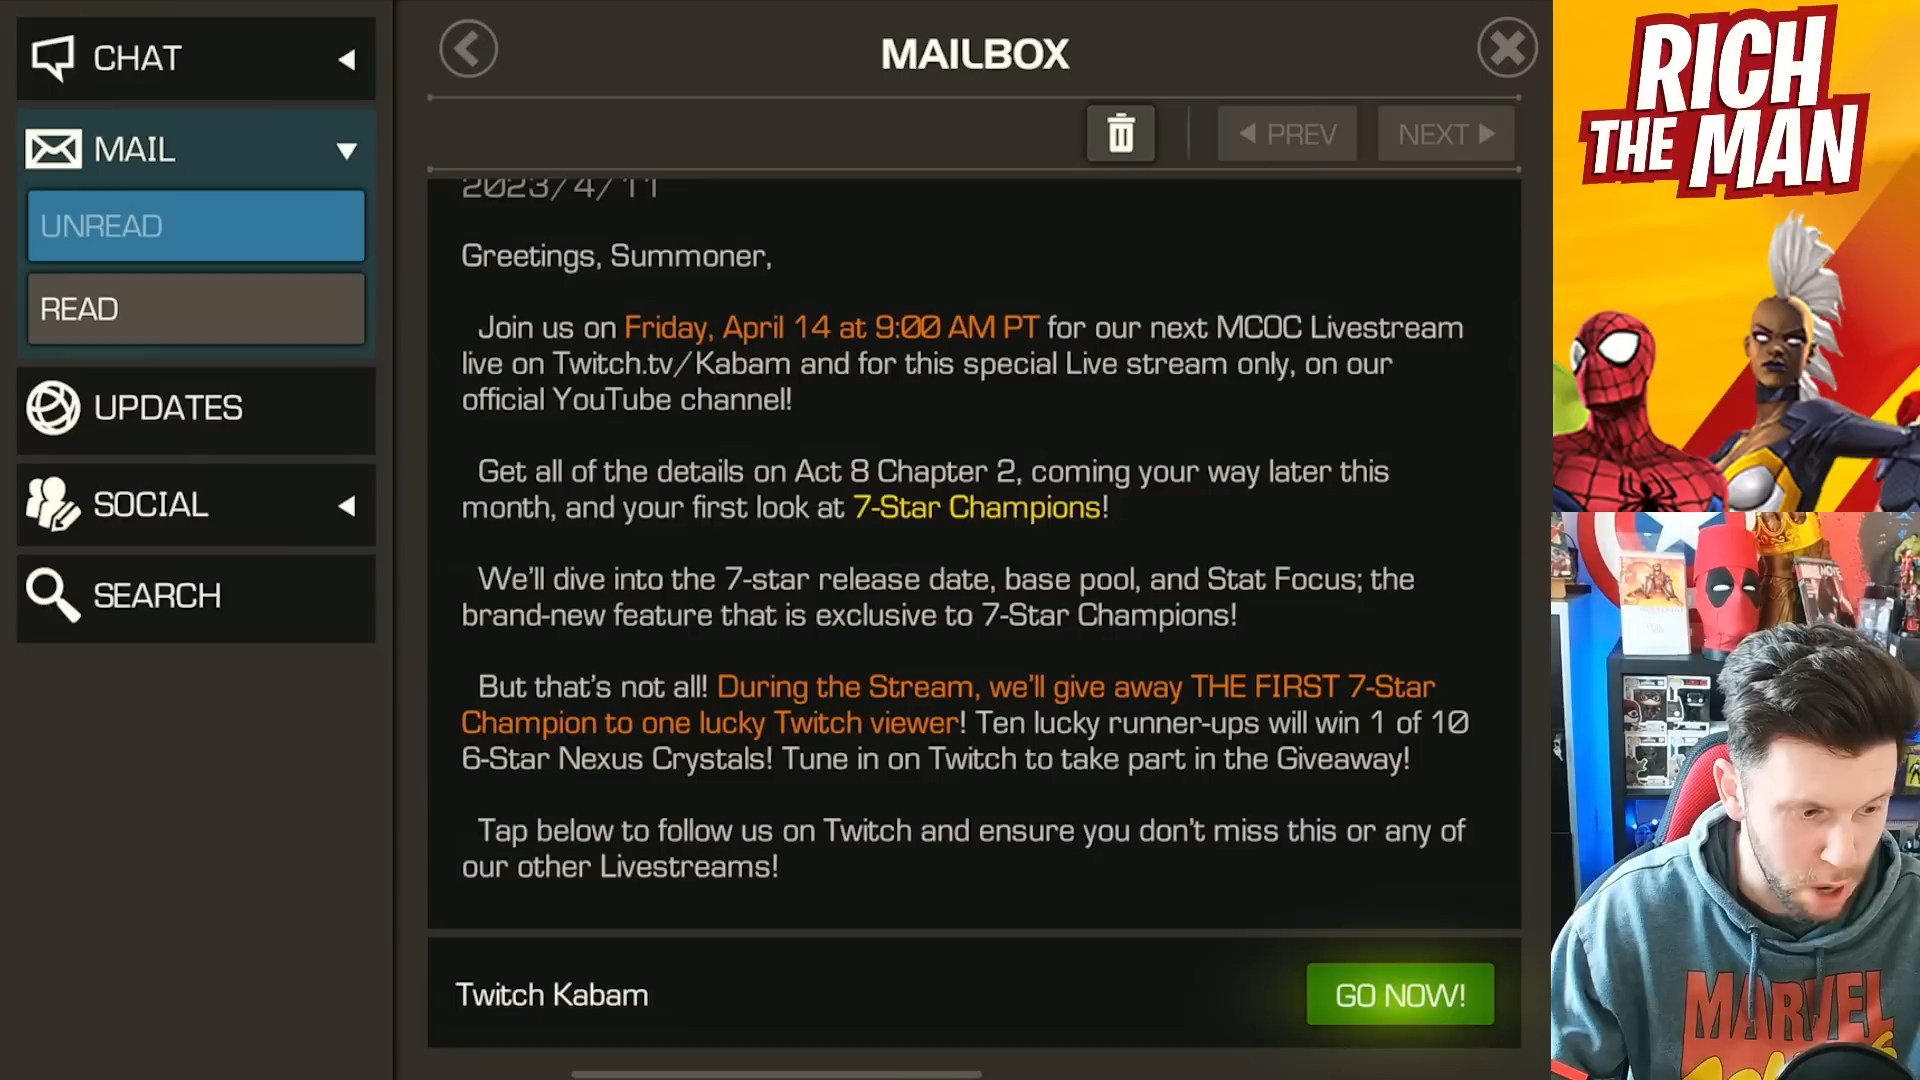 CHAT
MAIL
UNREAD
READ
UPDATES
SOCIAL
SEARCH
MAILBOX
PREV
NEXT
2023/4/11
Greetings, Summoner,
Join us on Friday, April 14 at 9:00 AM PT for our next MCOC Livestream
live on Twitch.tv/Kabam and for this special Live stream only, on our
official YouTube channel!
Get all of the details on Act 8 Chapter 2, coming your way later this
month, and your first look at 7-Star Champions!
We'll dive into the 7-star release date, base pool, and Stat Focus; the
brand-new feature that is exclusive to 7-Star Champions!
But that's not all! During the Stream, we'll give away THE FIRST 7-Star
Champion to one lucky Twitch viewer! Ten lucky runner-ups will win 1 of 10
6-Star Nexus Crystals! Tune in on Twitch to take part in the Giveaway!
Tap below to follow us on Twitch and ensure you don't miss this or any of
our other Livestreams!
Twitch Kabam
GO NOW!
RICH
THE MAN
MARVEL